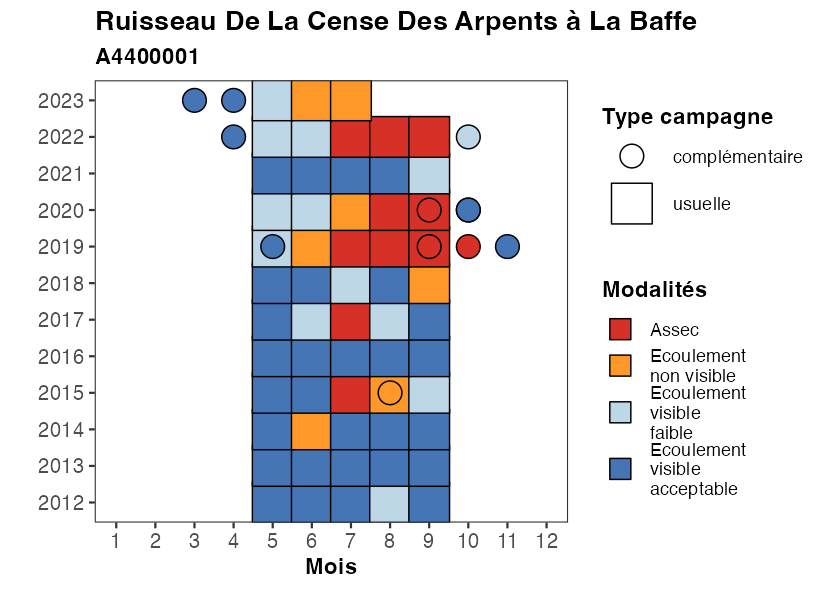 Ruisseau De La Cense Des Arpents à La Baffe
A4400001
2023
2022
2021
2020
2019
2018
2017
2016
2015
2014
2013
2012
1 2 3 4 5 6 7 8 9 10 11 12
Mois
Type campagne
complémentaire
usuelle
Modalités
Assec
Ecoulement
non visible
Ecoulement
visible
faible
Ecoulement
visible
acceptable